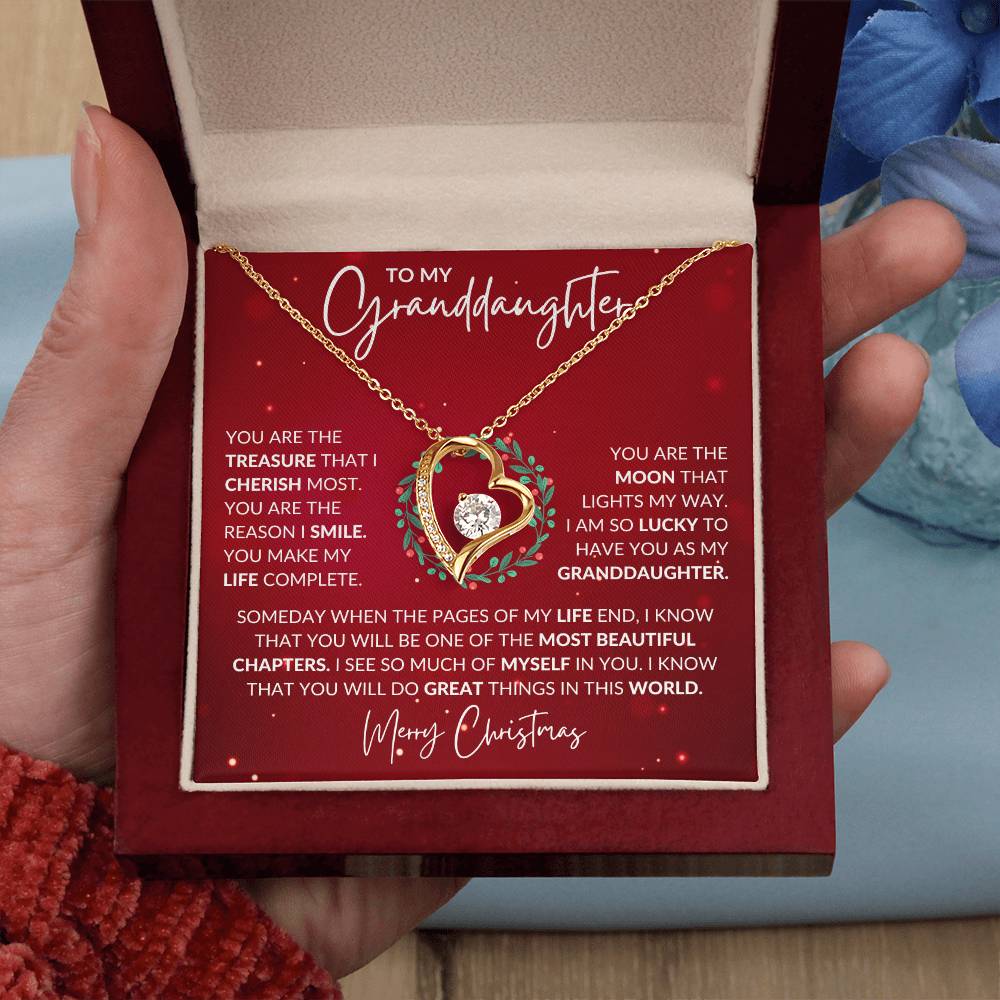 TO MY
Granddaughter
YOU ARE THE
TREASURE THAT I
CHERISH MOST.
YOU ARE THE
REASON I SMILE.
YOU MAKE MY
LIFE COMPLETE.
YOU ARE THE
MOON THAT
LIGHTS MY WAY.
I AM SO LUCKY TO
HAVE YOU AS MY
GRANDDAUGHTER.
SOMEDAY WHEN THE PAGES OF MY LIFE END, I KNOW
THAT YOU WILL BE ONE OF THE MOST BEAUTIFUL
CHAPTERS. I SEE SO MUCH OF MYSELF IN YOU. I KNOW
THAT YOU WILL DO GREAT THINGS IN THIS WORLD.
Merry Christmas